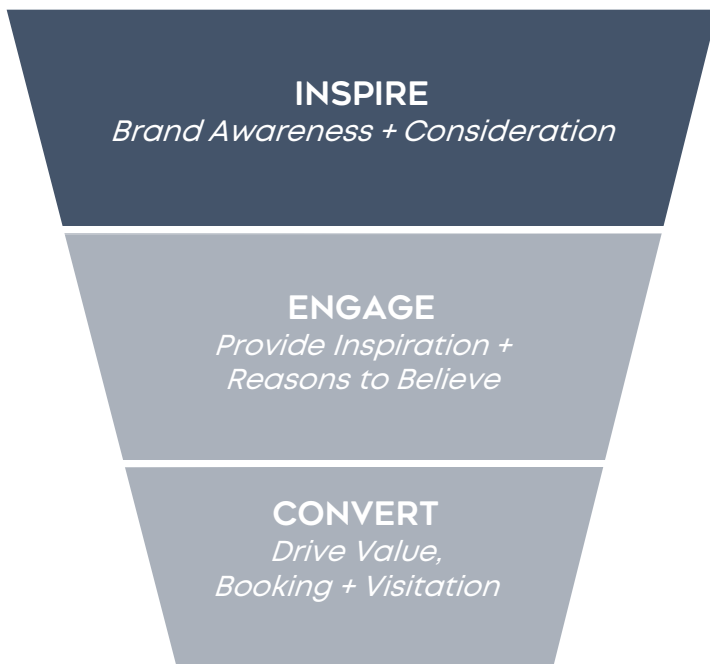 INSPIRE
Brand Awareness + Consideration
ENGAGE
Provide Inspiration +
Reasons to Believe
CONVERT
Drive Value,
Booking + Visitation